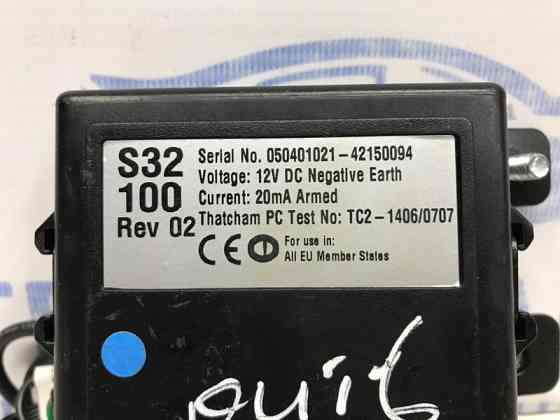 S32
100
Rev 02
Serial No. 050401021-42150094
Voltage: 12V DC Negative Earth
Current: 20mA Armed
Thatcham PC Test No: TC2-1406/0707
CE
For use in:
All EU Member States